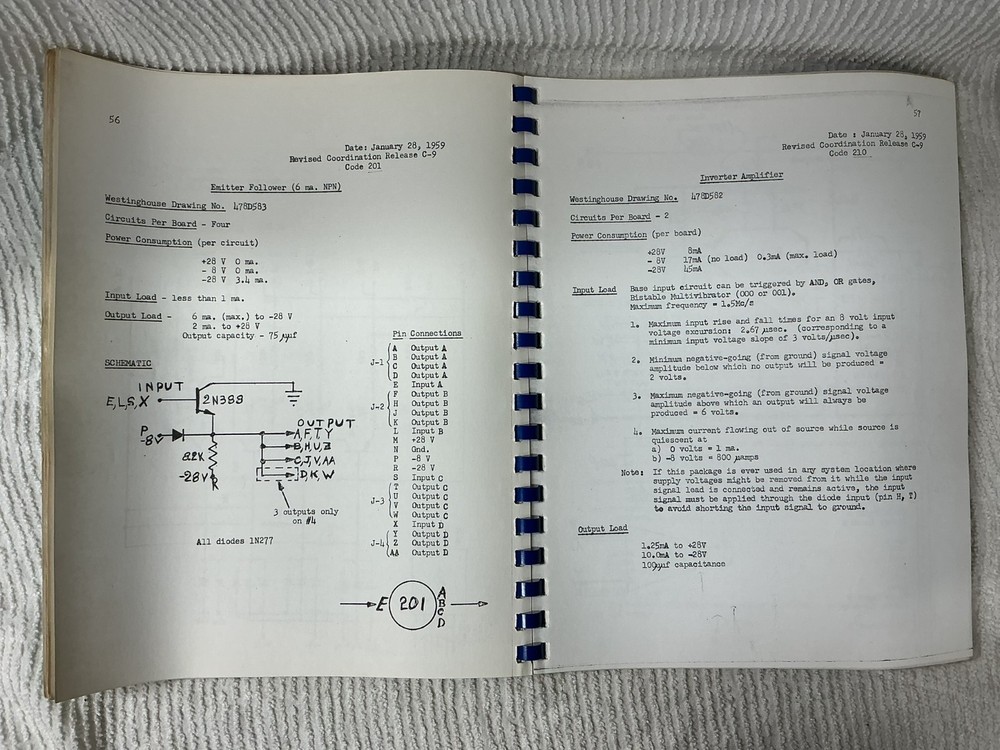 56
Date: January 28, 1959
Revised Coordination Release C-9
Code 201
Emitter Follower (6 ma. NPN)
Westinghouse Drawing No. 478D583
Circuits Per Board - Four
Power Consumption (per circuit)
+28 V 0 ma.
- 8 V 0 ma.
-28 V 3.4 ma.
Input Load - less than 1 ma.
Output Load - 6 ma. (max.) to -28 V
2 ma. to +28 V
Output capacity - 75 µµf
SCHEMATIC
INPUT
E,L,S,X
2N388
P
-8V
8.2K
-28V
R
OUTPUT
A,F,T,Y
B,H,U,Z
C,J,V,AA
D,K,W
3 outputs only
on #4
All diodes 1N277
Pin Connections
J-1
A Output A
B Output A
C Output A
D Output A
E Input A
J-2
F Output B
H Output B
J Output B
K Output B
L Input B
M +28 V
N Gnd.
P -8 V
R -28 V
S Input C
J-3
T Output C
U Output C
V Output C
W Output C
X Input D
J-4
Y Output D
Z Output D
AA Output D
E 201 A
B
C
D
57
Date : January 28, 1959
Revised Coordination Release C-9
Code 210
Inverter Amplifier
Westinghouse Drawing No. 478D582
Circuits Per Board - 2
Power Consumption (per board)
+28V 8mA
- 8V 17mA (no load) 0.3mA (max. load)
-28V 45mA
Input Load Base input circuit can be triggered by AND, OR gates,
Bistable Multivibrator (000 or 001).
Maximum frequency = 1.5Mc/s
1. Maximum input rise and fall times for an 8 volt input
voltage excursion: 2.67 µsec. (corresponding to a
minimum input voltage slope of 3 volts/µsec).
2. Minimum negative-going (from ground) signal voltage
amplitude below which no output will be produced =
2 volts.
3. Maximum negative-going (from ground) signal voltage
amplitude above which an output will always be
produced = 6 volts.
4. Maximum current flowing out of source while source is
quiescent at
a) 0 volts = 1 ma.
b) -8 volts = 800 µamps
Note: If this package is ever used in any system location where
supply voltages might be removed from it while the input
signal lead is connected and remains active, the input
signal must be applied through the diode input (pin H, T)
to avoid shorting the input signal to ground.
Output Load
1.25mA to +28V
10.0mA to -28V
100µµf capacitance